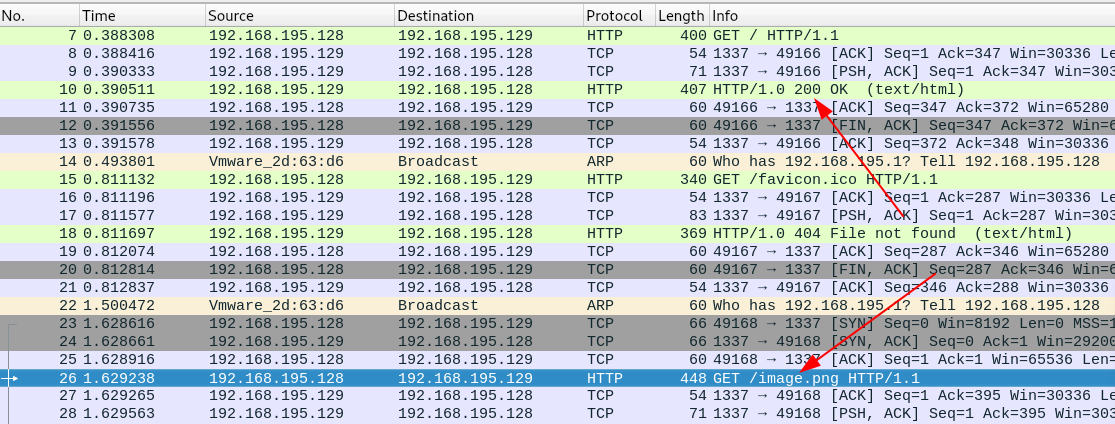 No. Time Source Destination Protocol Length Info
7 0.388308 192.168.195.128 192.168.195.129 HTTP 400 GET / HTTP/1.1
8 0.388416 192.168.195.129 192.168.195.128 TCP 54 1337 → 49166 [ACK] Seq=1 Ack=347 Win=30336 Le
9 0.390333 192.168.195.129 192.168.195.128 TCP 71 1337 → 49166 [PSH, ACK] Seq=1 Ack=347 Win=303
10 0.390511 192.168.195.129 192.168.195.128 HTTP 407 HTTP/1.0 200 OK (text/html)
11 0.390735 192.168.195.128 192.168.195.129 TCP 60 49166 → 1337 [ACK] Seq=347 Ack=372 Win=65280
12 0.391556 192.168.195.128 192.168.195.129 TCP 60 49166 → 1337 [FIN, ACK] Seq=347 Ack=372 Win=6
13 0.391578 192.168.195.129 192.168.195.128 TCP 54 1337 → 49166 [ACK] Seq=372 Ack=348 Win=30336
14 0.493801 Vmware_2d:63:d6 Broadcast ARP 60 Who has 192.168.195.1? Tell 192.168.195.128
15 0.811132 192.168.195.128 192.168.195.129 HTTP 340 GET /favicon.ico HTTP/1.1
16 0.811196 192.168.195.129 192.168.195.128 TCP 54 1337 → 49167 [ACK] Seq=1 Ack=287 Win=30336 Le
17 0.811577 192.168.195.129 192.168.195.128 TCP 83 1337 → 49167 [PSH, ACK] Seq=1 Ack=287 Win=303
18 0.811697 192.168.195.129 192.168.195.128 HTTP 369 HTTP/1.0 404 File not found (text/html)
19 0.812074 192.168.195.128 192.168.195.129 TCP 60 49167 → 1337 [ACK] Seq=287 Ack=346 Win=65280
20 0.812814 192.168.195.128 192.168.195.129 TCP 60 49167 → 1337 [FIN, ACK] Seq=287 Ack=346 Win=6
21 0.812837 192.168.195.129 192.168.195.128 TCP 54 1337 → 49167 [ACK] Seq=346 Ack=288 Win=30336
22 1.500472 Vmware_2d:63:d6 Broadcast ARP 60 Who has 192.168.195.1? Tell 192.168.195.128
23 1.628616 192.168.195.128 192.168.195.129 TCP 66 49168 → 1337 [SYN] Seq=0 Win=8192 Len=0 MSS=1
24 1.628661 192.168.195.129 192.168.195.128 TCP 66 1337 → 49168 [SYN, ACK] Seq=0 Ack=1 Win=29200
25 1.628916 192.168.195.128 192.168.195.129 TCP 60 49168 → 1337 [ACK] Seq=1 Ack=1 Win=65536 Len=
26 1.629238 192.168.195.128 192.168.195.129 HTTP 448 GET /image.png HTTP/1.1
27 1.629265 192.168.195.129 192.168.195.128 TCP 54 1337 → 49168 [ACK] Seq=1 Ack=395 Win=30336 Le
28 1.629563 192.168.195.129 192.168.195.128 TCP 71 1337 → 49168 [PSH, ACK] Seq=1 Ack=395 Win=303